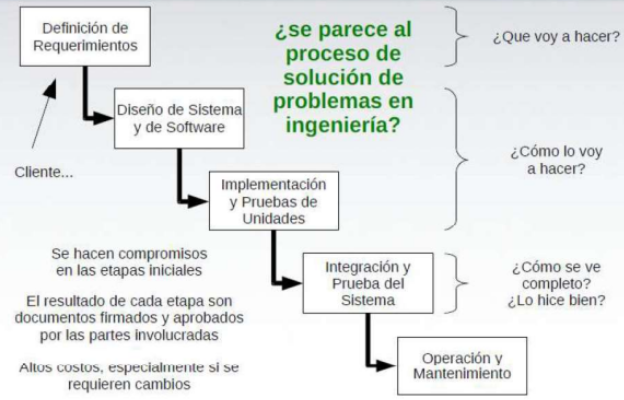 Definición de
Requerimientos
¿se parece al
proceso de
solución de
problemas en
ingeniería?
¿Que voy a hacer?
Diseño de Sistema
y de Software
Cliente...
¿Cómo lo voy
a hacer?
Implementación
y Pruebas de
Unidades
Se hacen compromisos
en las etapas iniciales
El resultado de cada etapa son
documentos firmados y aprobados
por las partes involucradas
Altos costos, especialmente si se
requieren cambios
Integración y
Prueba del
Sistema
¿Cómo se ve
completo?
¿Lo hice bien?
Operación y
Mantenimiento